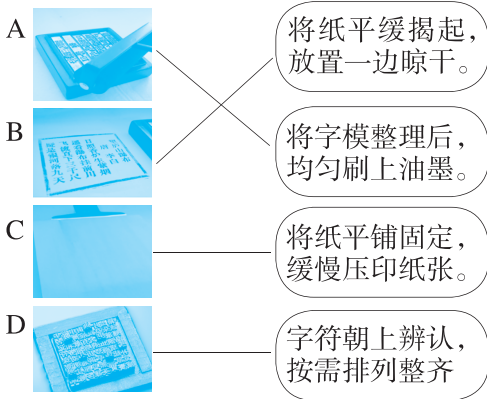 A
将纸平缓揭起，
放置一边晾干。
B
将字模整理后，
均匀刷上油墨。
C
将纸平铺固定，
缓慢压印纸张。
D
字符朝上辨认，
按需排列整齐